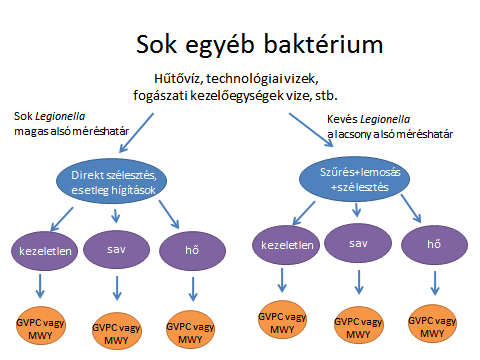 Sok egyéb baktérium
Hűtővíz, technológiai vizek,
fogászati kezelőegységek vize, stb.
Sok Legionella
magas alsó méréshatár
Kevés Legionella
a lacsony alsó méréshatár
Direkt szélesztés,
esetleg hígítások
Szűrés+lemosás
+szélesztés
kezeletlen
sav
hő
kezeletlen
sav
hő
GVPC vagy
MWY
GVPC vagy
MWY
GVPC vagy
MWY
GVPC vagy
MWY
GVPC vagy
MWY
GVPC vagy
MWY